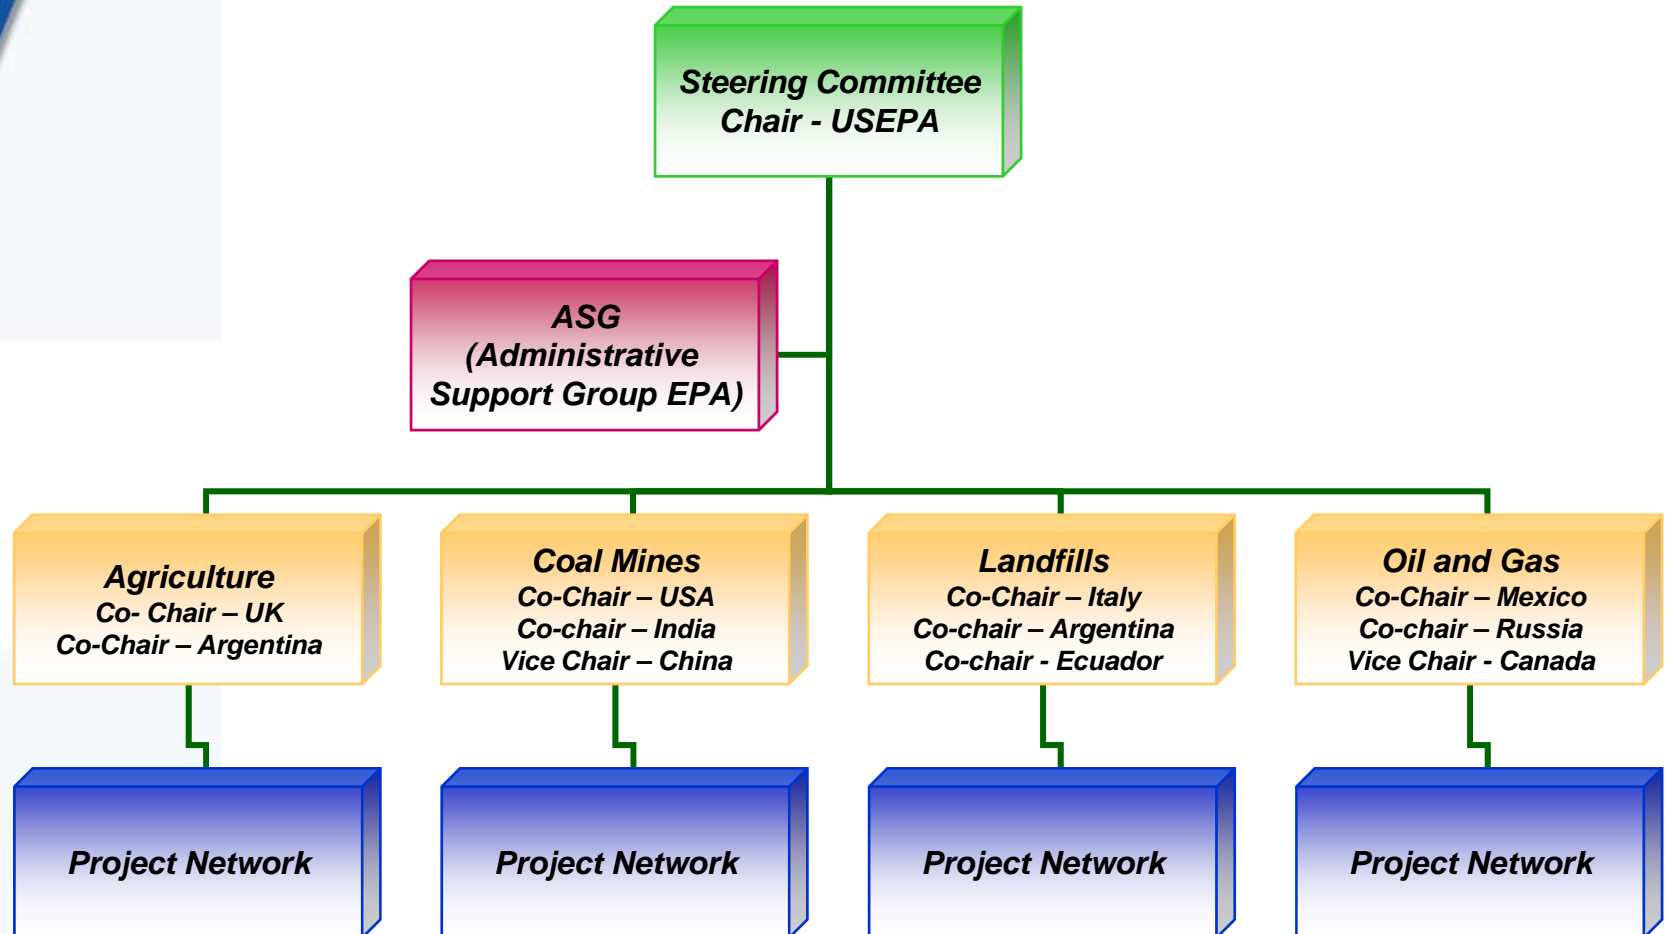 Steering Committee
Chair - USEPA
ASG
(Administrative
Support Group EPA)
Agriculture
Co- Chair – UK
Co-Chair – Argentina
Coal Mines
Co-Chair – USA
Co-chair – India
Vice Chair – China
Landfills
Co-Chair – Italy
Co-chair – Argentina
Co-chair - Ecuador
Oil and Gas
Co-Chair – Mexico
Co-chair – Russia
Vice Chair - Canada
Project Network
Project Network
Project Network
Project Network